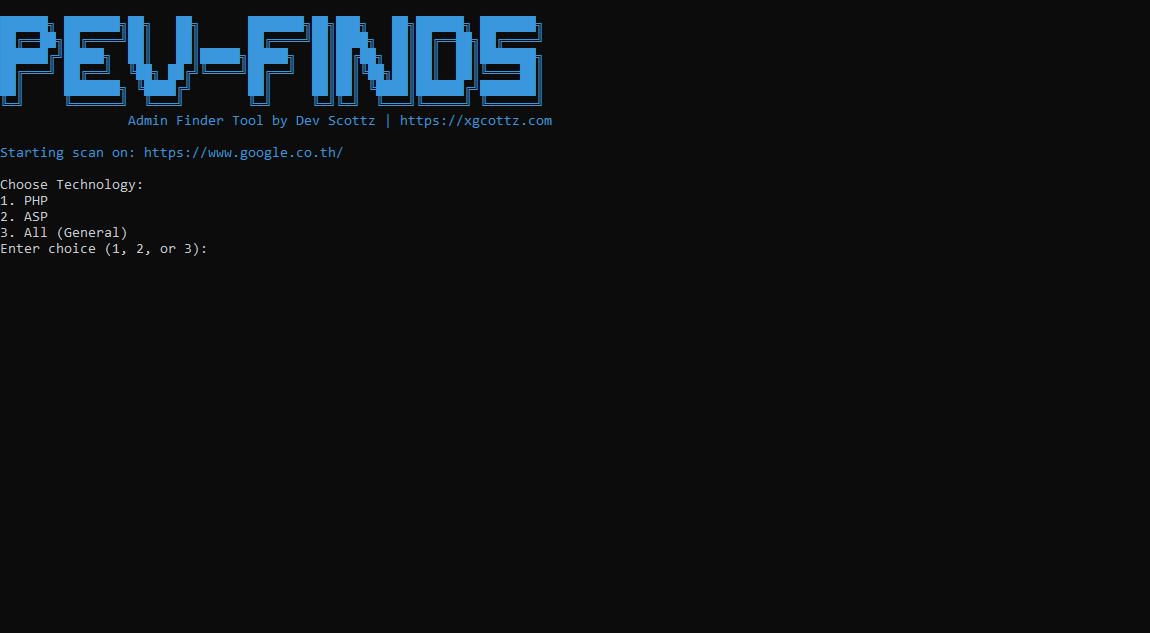 PEV-FINDS
Admin Finder Tool by Dev Scottz | https://xgcottz.com
Starting scan on: https://www.google.co.th/
Choose Technology:
1. PHP
2. ASP
3. All (General)
Enter choice (1, 2, or 3):